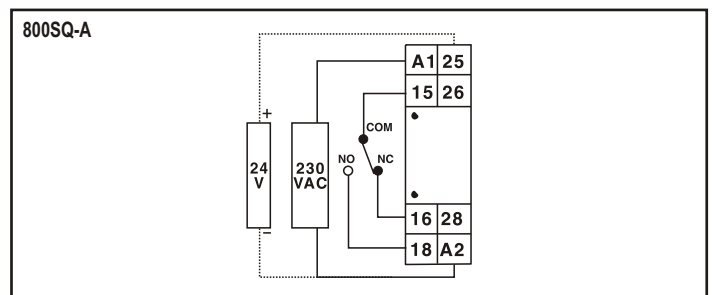 800SQ-A
A1 25
15 26
+
COM
NO NC
24
V
230
VAC
16 28
–
18 A2